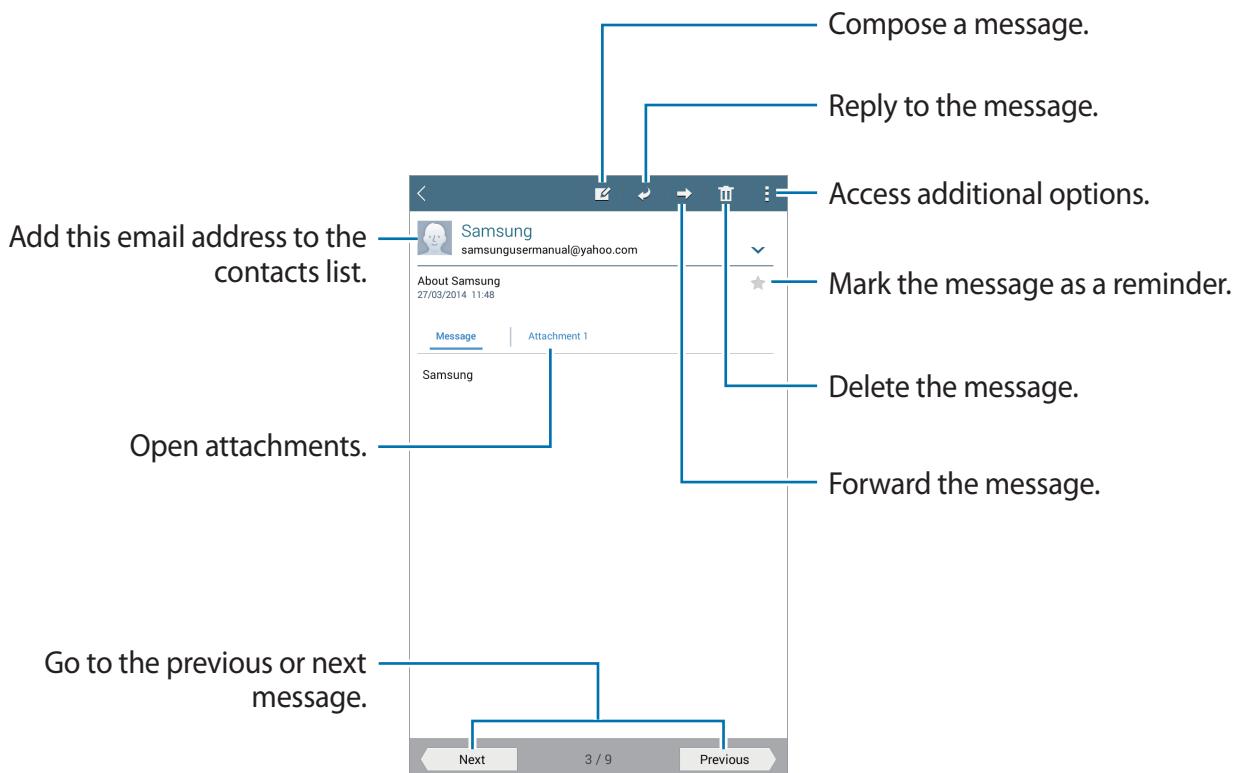 Compose a message.
Reply to the message.
Access additional options.
Add this email address to the
contacts list.
Samsung
samsungusermanual@yahoo.com
About Samsung
27/03/2014 11:48
Mark the message as a reminder.
Message
Attachment 1
Samsung
Delete the message.
Open attachments.
Forward the message.
Go to the previous or next
message.
Next
3 / 9
Previous